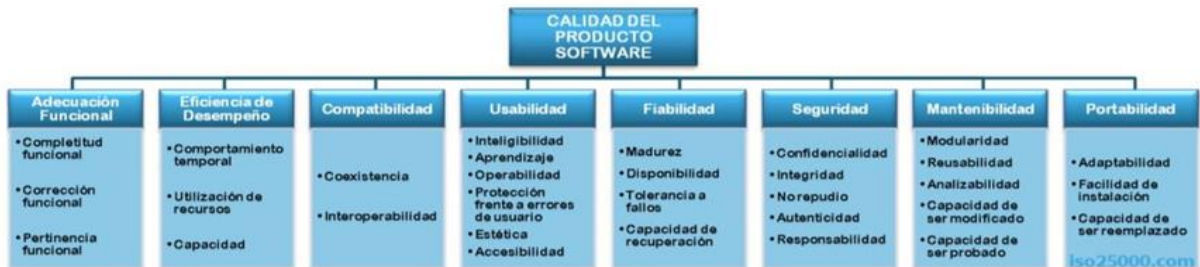 CALIDAD DEL
PRODUCTO
SOFTWARE
Adecuación
Funcional
• Completitud
funcional
• Corrección
funcional
• Pertinencia
funcional
Eficiencia de
Desempeño
• Comportamiento
temporal
• Utilización de
recursos
• Capacidad
Compatibilidad
• Coexistencia
• Interoperabilidad
Usabilidad
• Inteligibilidad
• Aprendizaje
• Operabilidad
• Protección
frente a errores
de usuario
• Estética
• Accesibilidad
Fiabilidad
• Madurez
• Disponibilidad
• Tolerancia a
fallos
• Capacidad de
recuperación
Seguridad
• Confidencialidad
• Integridad
• No repudio
• Autenticidad
• Responsabilidad
Mantenibilidad
• Modularidad
• Reusabilidad
• Analizabilidad
• Capacidad de
ser modificado
• Capacidad de
ser probado
Portabilidad
• Adaptabilidad
• Facilidad de
instalación
• Capacidad de
ser reemplazado
iso25000.com